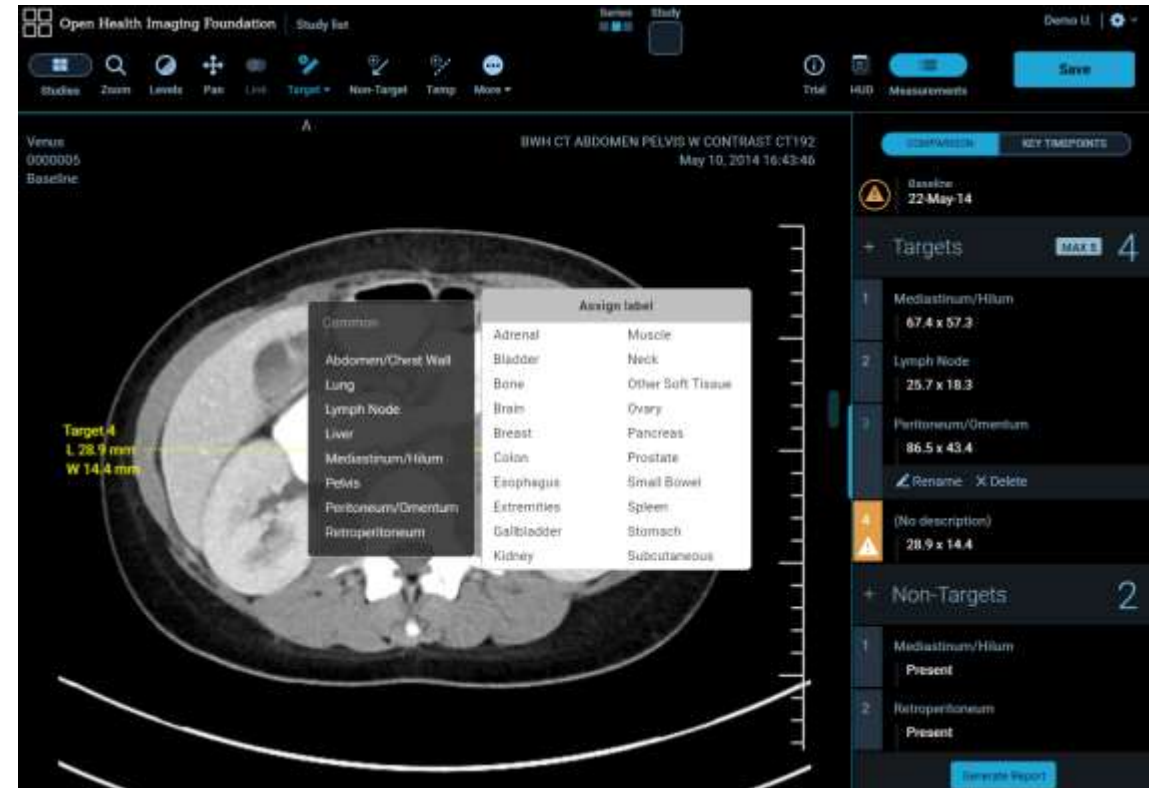 Open Health Imaging Foundation
Study list
Series
Study
Demo U.
Studies
Zoom
Levels
Pan
Link
Target
Non-Target
Temp
More
Trial
HUD
Measurements
Save
A
Venus
0000005
Baseline
BWH CT ABDOMEN PELVIS W CONTRAST CT192
May 10, 2014 16:43:46
Target 4
L 28.9 mm
W 14.4 mm
Common
Abdomen/Chest Wall
Lung
Lymph Node
Liver
Mediastinum/Hilum
Pelvis
Peritoneum/Omentum
Retroperitoneum
Assign label
Adrenal
Bladder
Bone
Brain
Breast
Colon
Esophagus
Extremities
Gallbladder
Kidney
Muscle
Neck
Other Soft Tissue
Ovary
Pancreas
Prostate
Small Bowel
Spleen
Stomach
Subcutaneous
COMPARISON
KEY TIMEPOINTS
Baseline
22-May-14
+ Targets MAX 5 4
1 Mediastinum/Hilum
67.4 x 57.3
2 Lymph Node
25.7 x 18.3
3 Peritoneum/Omentum
86.5 x 43.4
Rename X Delete
4 (No description)
28.9 x 14.4
+ Non-Targets 2
1 Mediastinum/Hilum
Present
2 Retroperitoneum
Present
Generate Report